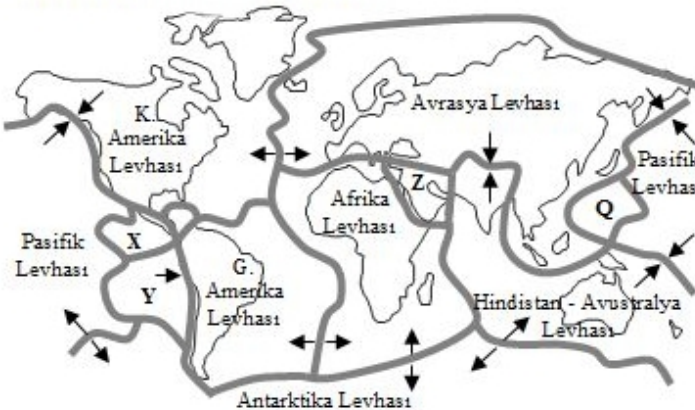 K.
Amerika
Levhası
Avrasya Levhası
Pasifik
Levhası
Z
Afrika
Levhası
Q
X
Pasifik
Levhası
Y
G.
Amerika
Levhası
Hindistan - Avustralya
Levhası
Antarktika Levhası